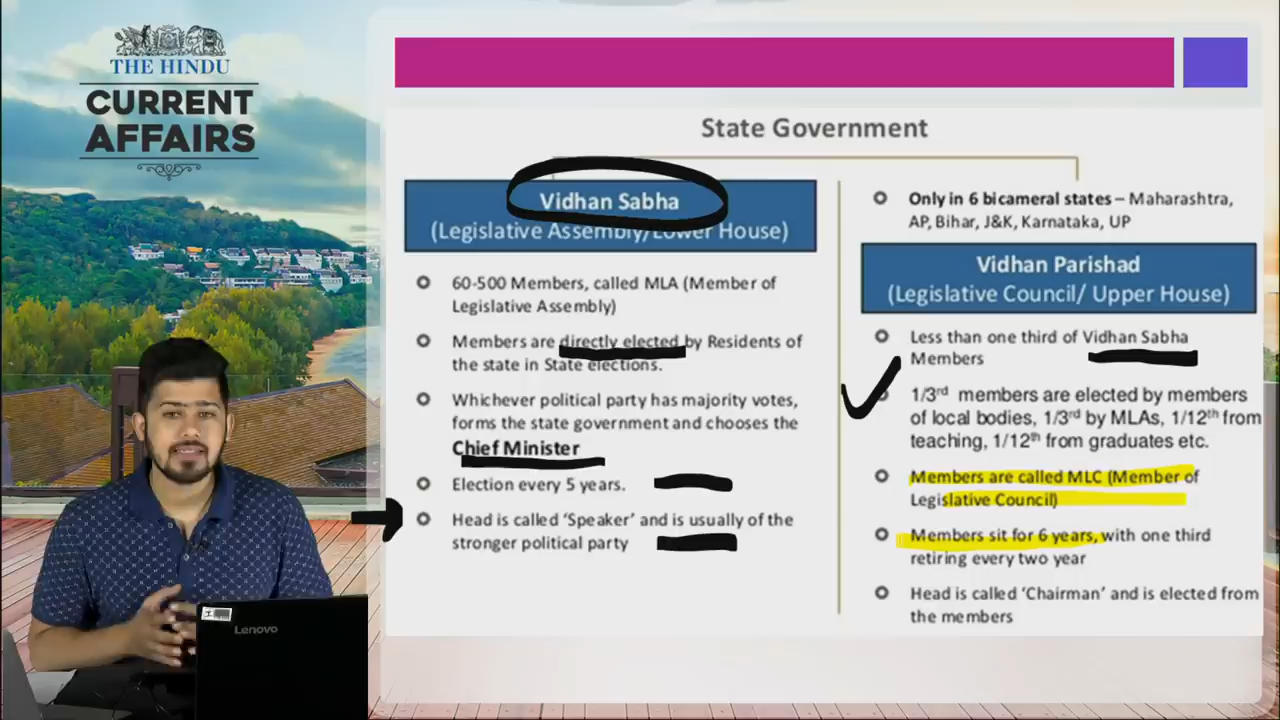 THE HINDU
CURRENT
AFFAIRS
State Government
Vidhan Sabha
(Legislative Assembly/Lower House)
60-500 Members, called MLA (Member of
Legislative Assembly)
Members are directly elected by Residents of
the state in State elections.
Whichever political party has majority votes,
forms the state government and chooses the
Chief Minister
Election every 5 years.
Head is called ‘Speaker’ and is usually of the
stronger political party
Only in 6 bicameral states – Maharashtra,
AP, Bihar, J&K, Karnataka, UP
Vidhan Parishad
(Legislative Council/ Upper House)
Less than one third of Vidhan Sabha
Members
1/3rd members are elected by members
of local bodies, 1/3rd by MLAs, 1/12th from
teaching, 1/12th from graduates etc.
Members are called MLC (Member of
Legislative Council)
Members sit for 6 years, with one third
retiring every two year
Head is called ‘Chairman’ and is elected from
the members
Lenovo